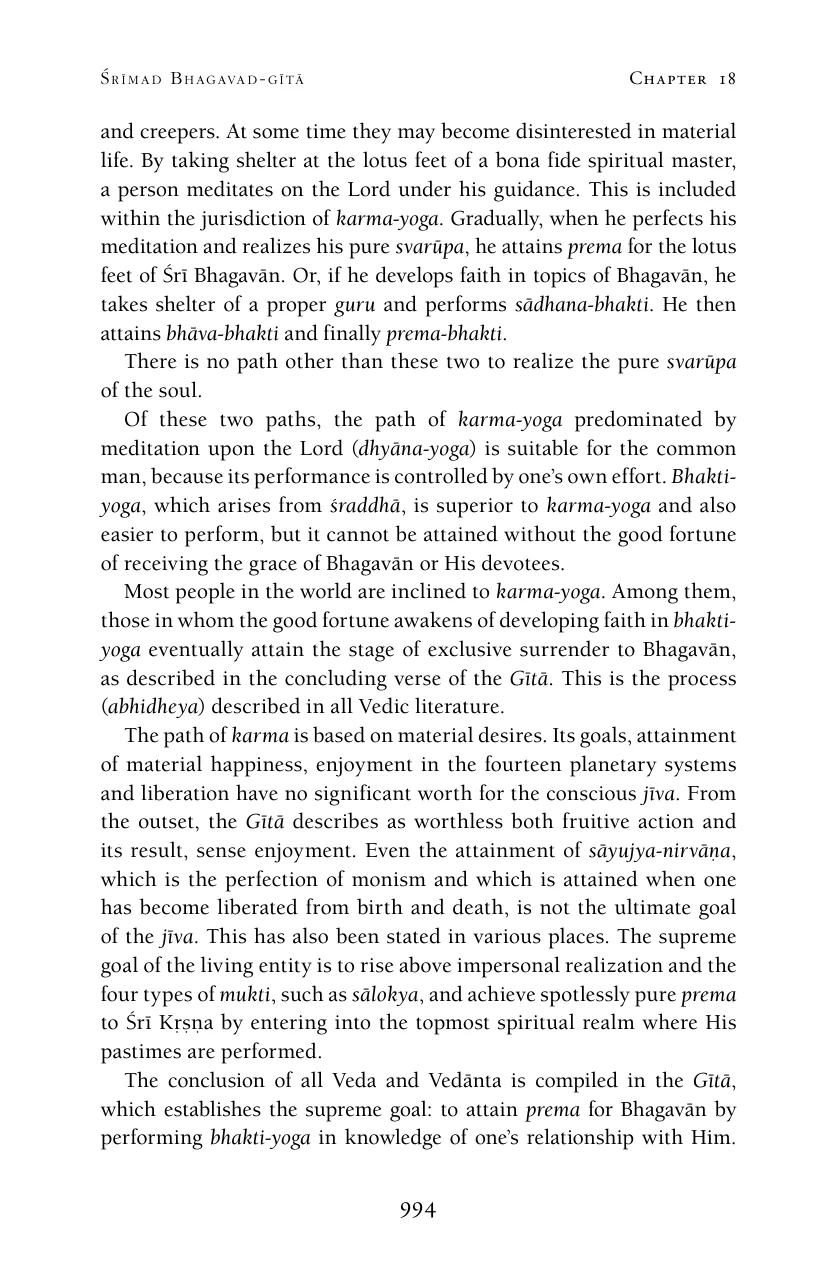 Śrīmad Bhagavad-gītā Chapter 18
and creepers. At some time they may become disinterested in material
life. By taking shelter at the lotus feet of a bona fide spiritual master,
a person meditates on the Lord under his guidance. This is included
within the jurisdiction of karma-yoga. Gradually, when he perfects his
meditation and realizes his pure svarūpa, he attains prema for the lotus
feet of Śrī Bhagavān. Or, if he develops faith in topics of Bhagavān, he
takes shelter of a proper guru and performs sādhana-bhakti. He then
attains bhāva-bhakti and finally prema-bhakti.
There is no path other than these two to realize the pure svarūpa
of the soul.
Of these two paths, the path of karma-yoga predominated by
meditation upon the Lord (dhyāna-yoga) is suitable for the common
man, because its performance is controlled by one’s own effort. Bhakti-
yoga, which arises from śraddhā, is superior to karma-yoga and also
easier to perform, but it cannot be attained without the good fortune
of receiving the grace of Bhagavān or His devotees.
Most people in the world are inclined to karma-yoga. Among them,
those in whom the good fortune awakens of developing faith in bhakti-
yoga eventually attain the stage of exclusive surrender to Bhagavān,
as described in the concluding verse of the Gītā. This is the process
(abhidheya) described in all Vedic literature.
The path of karma is based on material desires. Its goals, attainment
of material happiness, enjoyment in the fourteen planetary systems
and liberation have no significant worth for the conscious jīva. From
the outset, the Gītā describes as worthless both fruitive action and
its result, sense enjoyment. Even the attainment of sāyujya-nirvāṇa,
which is the perfection of monism and which is attained when one
has become liberated from birth and death, is not the ultimate goal
of the jīva. This has also been stated in various places. The supreme
goal of the living entity is to rise above impersonal realization and the
four types of mukti, such as sālokya, and achieve spotlessly pure prema
to Śrī Kṛṣṇa by entering into the topmost spiritual realm where His
pastimes are performed.
The conclusion of all Veda and Vedānta is compiled in the Gītā,
which establishes the supreme goal: to attain prema for Bhagavān by
performing bhakti-yoga in knowledge of one’s relationship with Him.
994